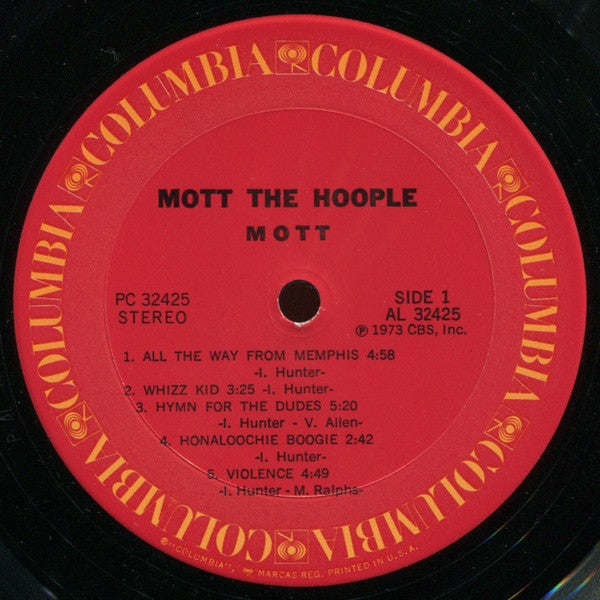 COLUMBIA COLUMBIA COLUMBIA COLUMBIA COLUMBIA COLUMBIA
MOTT THE HOOPLE
MOTT
PC 32425
STEREO
SIDE 1
AL 32425
Ⓟ 1973 CBS, Inc.
1. ALL THE WAY FROM MEMPHIS 4:58
-I. Hunter-
2. WHIZZ KID 3:25 -I. Hunter-
3. HYMN FOR THE DUDES 5:20
-I. Hunter - V. Allen-
4. HONALOOCHIE BOOGIE 2:42
-I. Hunter-
5. VIOLENCE 4:49
-I. Hunter - M. Ralphs-
®"COLUMBIA", MARCAS REG. PRINTED IN U.S.A.